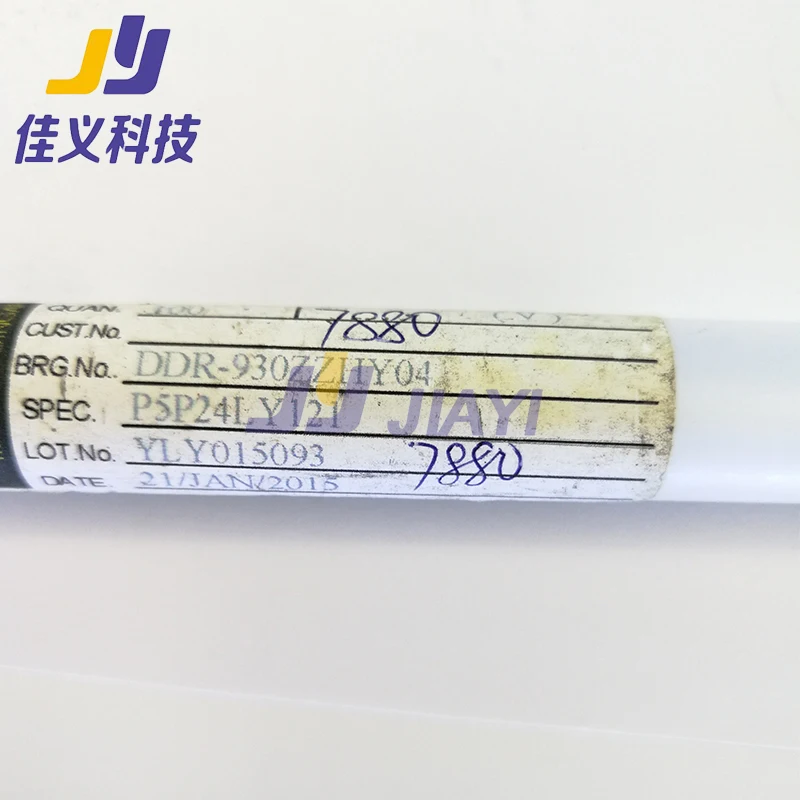 佳义科技
QUAN. 100 (V)
7880
CUST.No.
BRG.No.. DDR-930ZZHY04
SPEC. P5P24LY121
JIAYI
LOT.No. YLY015093 7880
DATE 21/JAN/2015